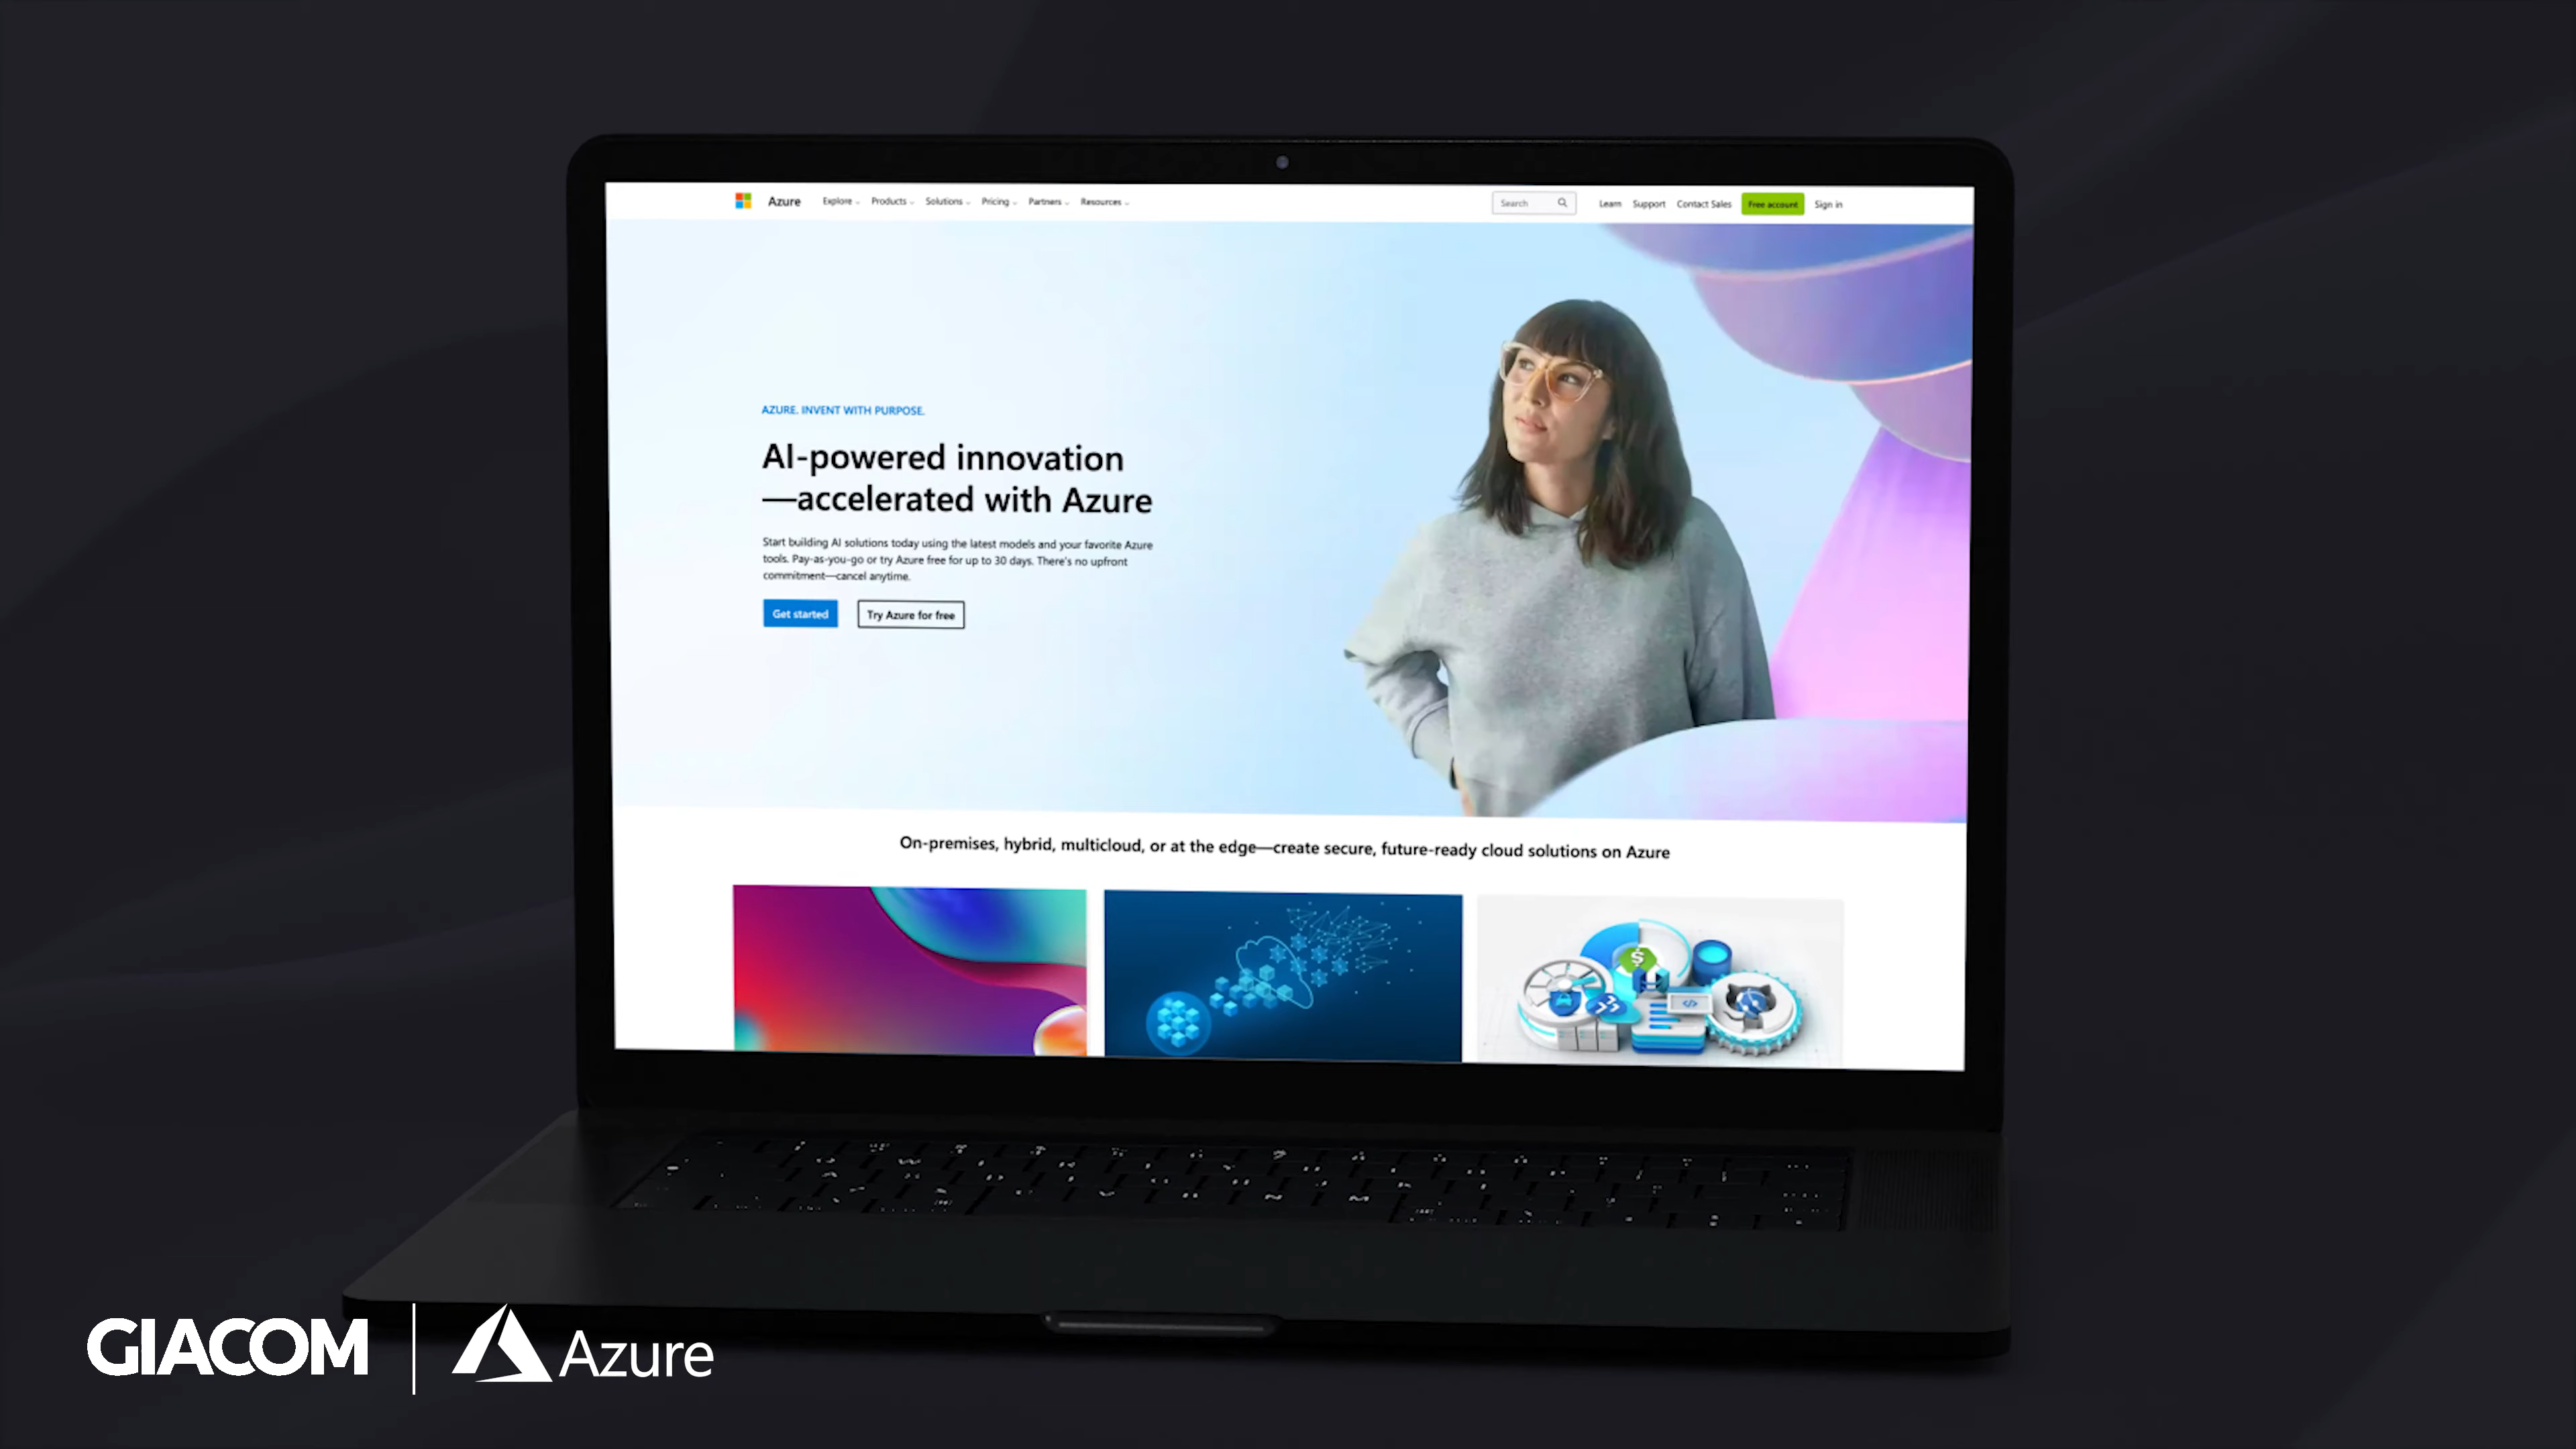 Azure Explore Products Solutions Pricing Partners Resources Search Learn Support Contact Sales Free account Sign in
AZURE. INVENT WITH PURPOSE.
AI-powered innovation
—accelerated with Azure
Start building AI solutions today using the latest models and your favorite Azure
tools. Pay-as-you-go or try Azure free for up to 30 days. There's no upfront
commitment—cancel anytime.
Get started Try Azure for free
On-premises, hybrid, multicloud, or at the edge—create secure, future-ready cloud solutions on Azure
GIACOM Azure